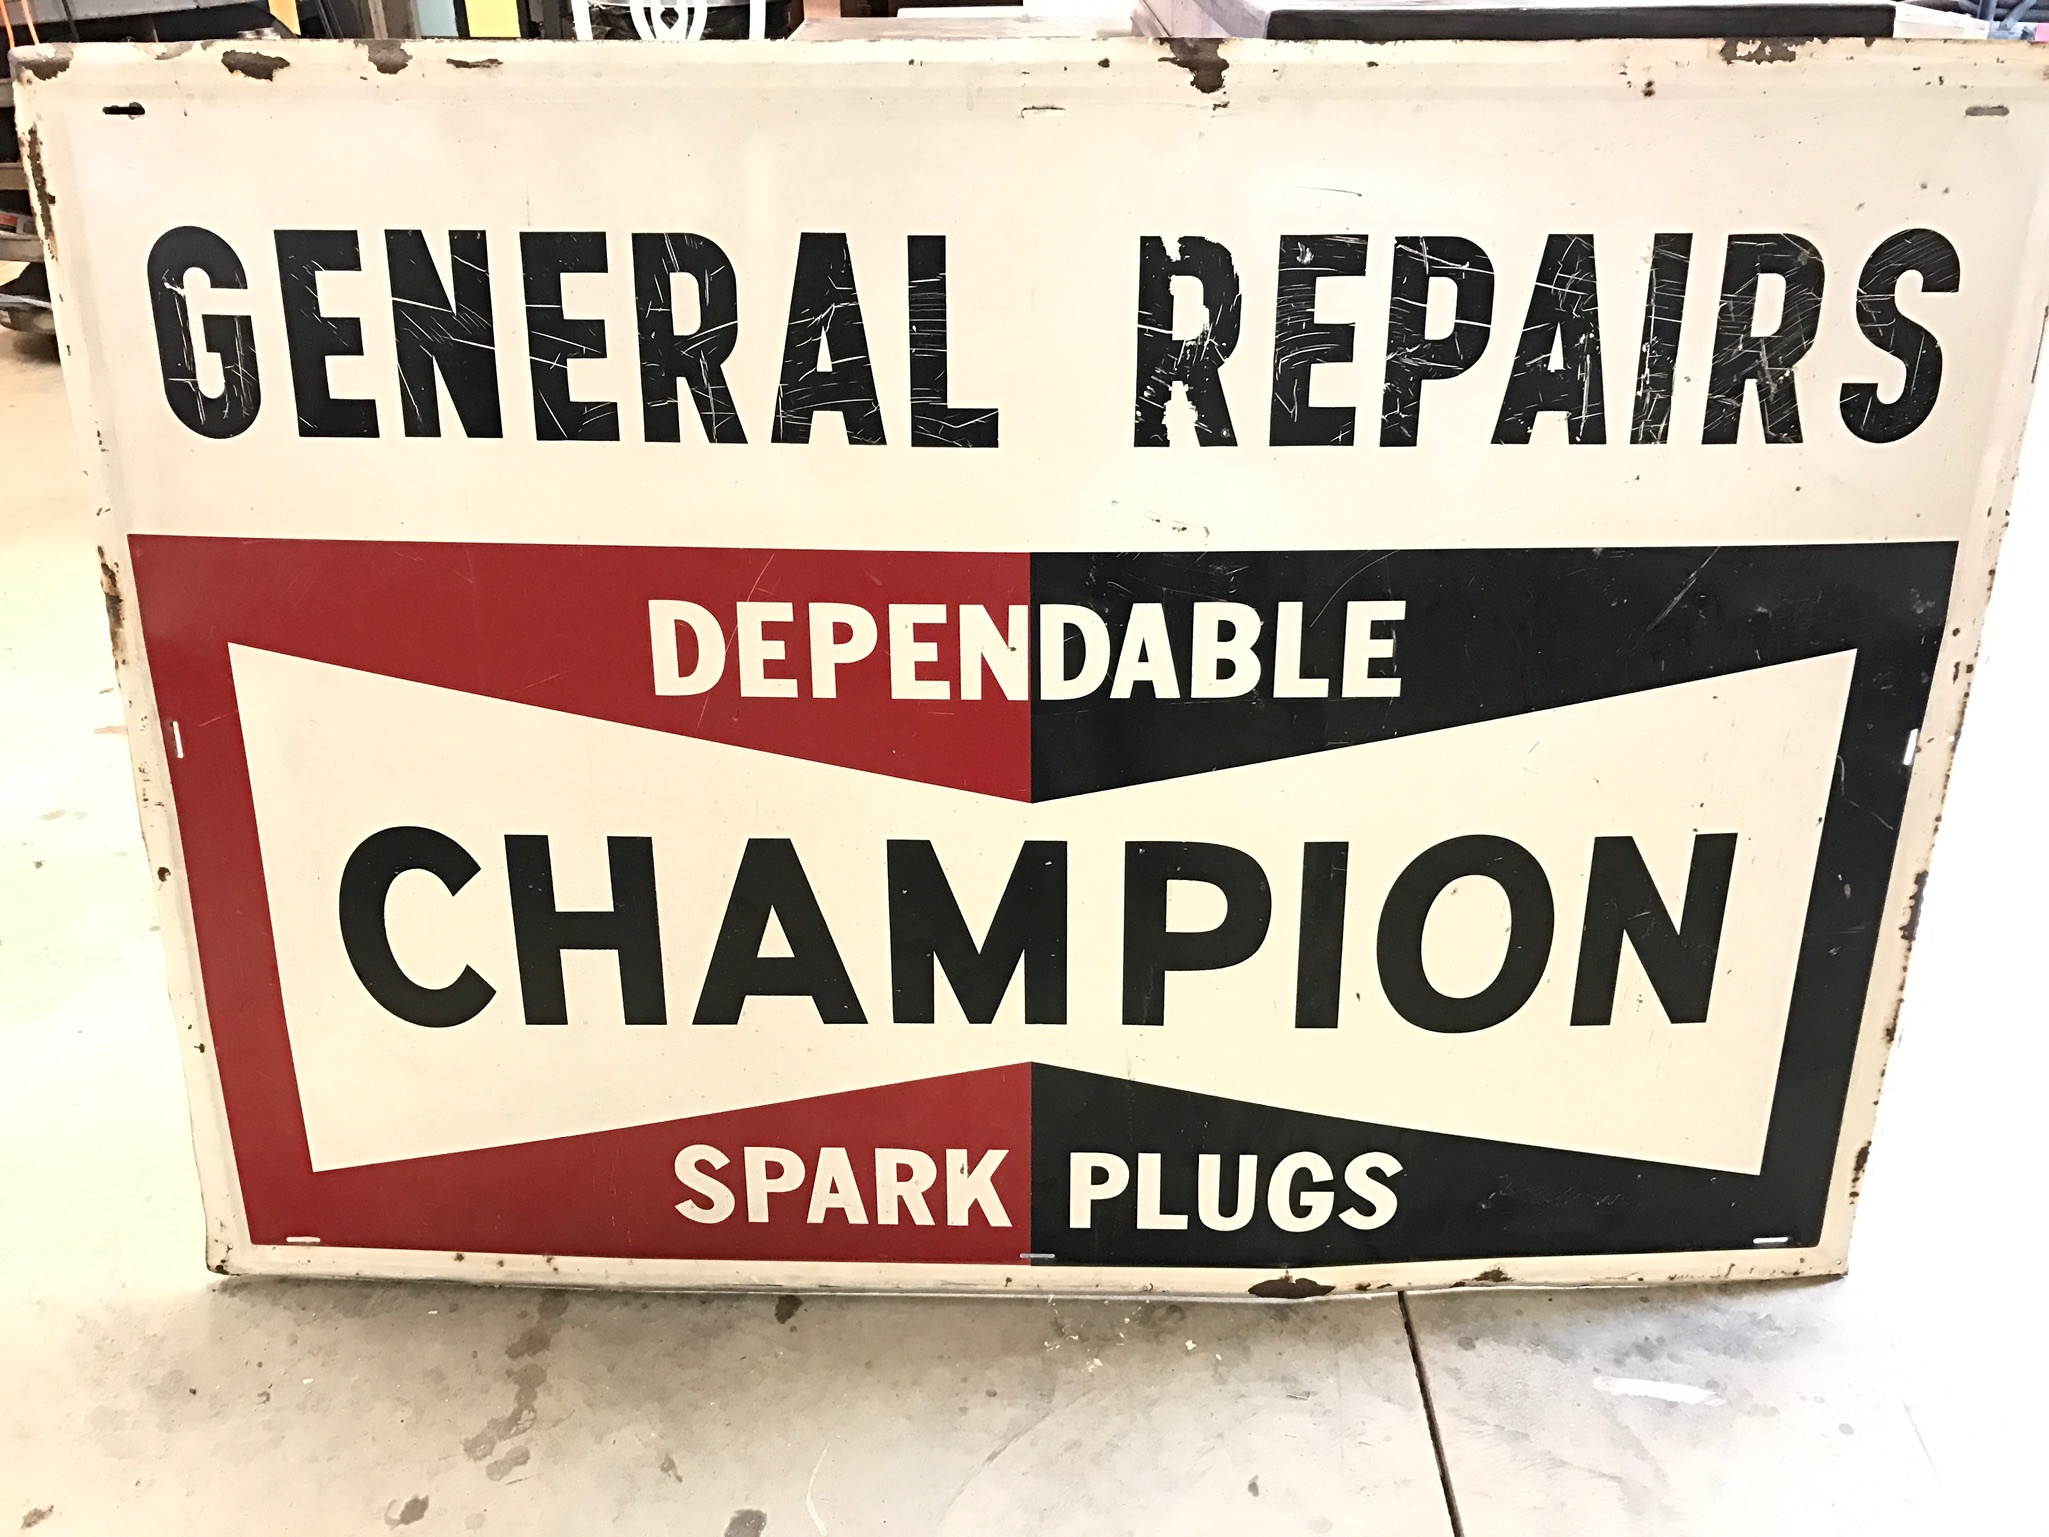 GENERAL REPAIRS
DEPENDABLE
CHAMPION
SPARK PLUGS